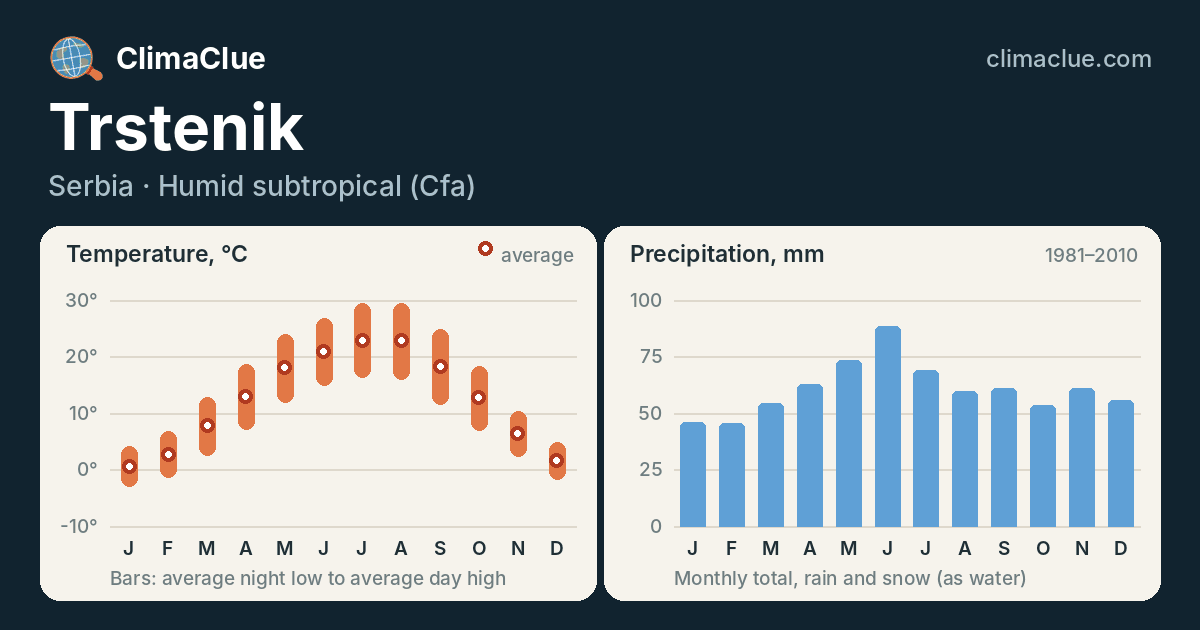 ClimaClue
climaclue.com
Trstenik
Serbia · Humid subtropical (Cfa)
Temperature, °C
average
30°
20°
10°
0°
-10°
J F M A M J J A S O N D
Bars: average night low to average day high
Precipitation, mm
1981–2010
100
75
50
25
0
J F M A M J J A S O N D
Monthly total, rain and snow (as water)